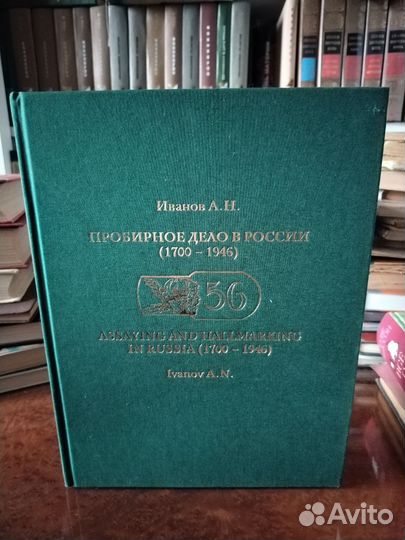 Иванов А.Н.
ПРОБИРНОЕ ДЕЛО В РОССИИ
(1700 – 1946)
56
ASSAYING AND HALLMARKING
IN RUSSIA (1700 – 1946)
Ivanov A.N.
Avito